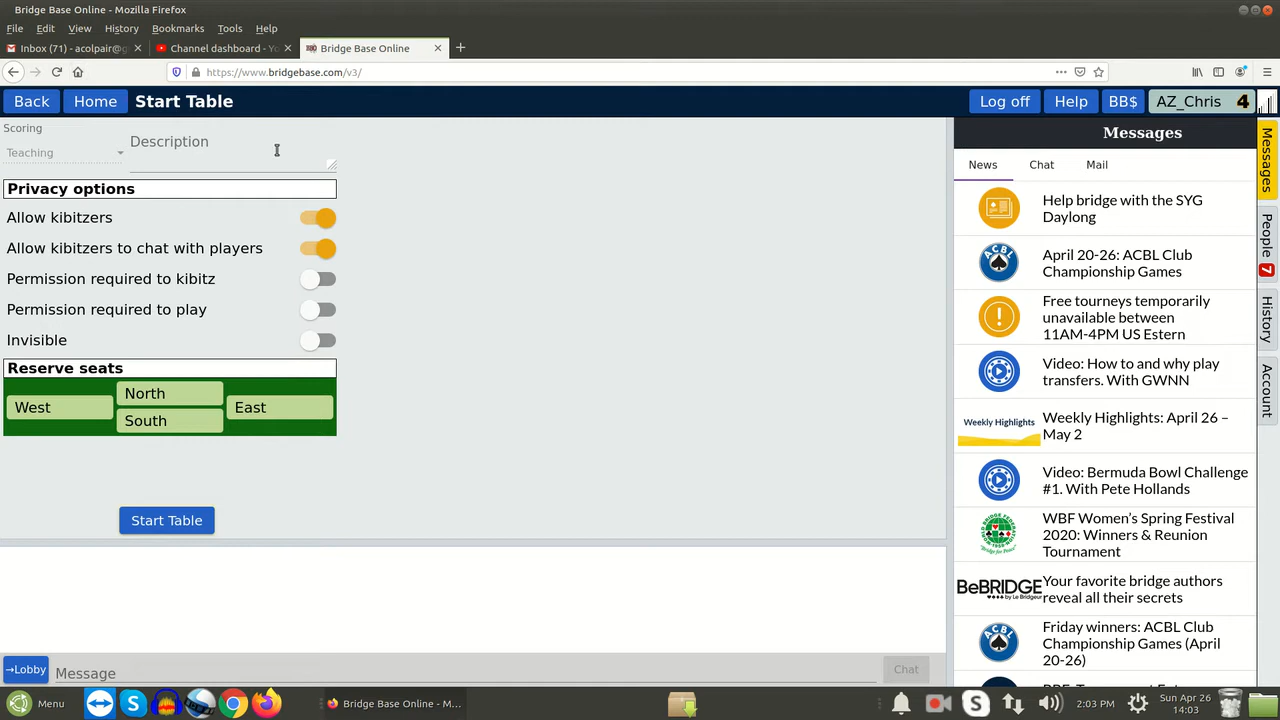 Bridge Base Online - Mozilla Firefox
File Edit View History Bookmarks Tools Help
Inbox (71) - acolpair@g
Channel dashboard - Yo
Bridge Base Online
https://www.bridgebase.com/v3/
Back
Home
Start Table
Log off
Help
BB$
AZ_Chris 4
Scoring
Teaching
Description
Privacy options
Allow kibitzers
Allow kibitzers to chat with players
Permission required to kibitz
Permission required to play
Invisible
Reserve seats
North
West
East
South
Start Table
→Lobby
Message
Chat
Messages
News
Chat
Mail
Help bridge with the SYG
Daylong
ACBL
April 20-26: ACBL Club
Championship Games
Free tourneys temporarily
unavailable between
11AM-4PM US Estern
Video: How to and why play
transfers. With GWNN
Weekly Highlights
Weekly Highlights: April 26 –
May 2
Video: Bermuda Bowl Challenge
#1. With Pete Hollands
WBF Women’s Spring Festival
2020: Winners & Reunion
Tournament
BeBRIDGE
by Le Bridgeur
Your favorite bridge authors
reveal all their secrets
ACBL
Friday winners: ACBL Club
Championship Games (April
20-26)
Messages
People
7
History
Account
Menu
Bridge Base Online - M...
2:03 PM
Sun Apr 26
14:03